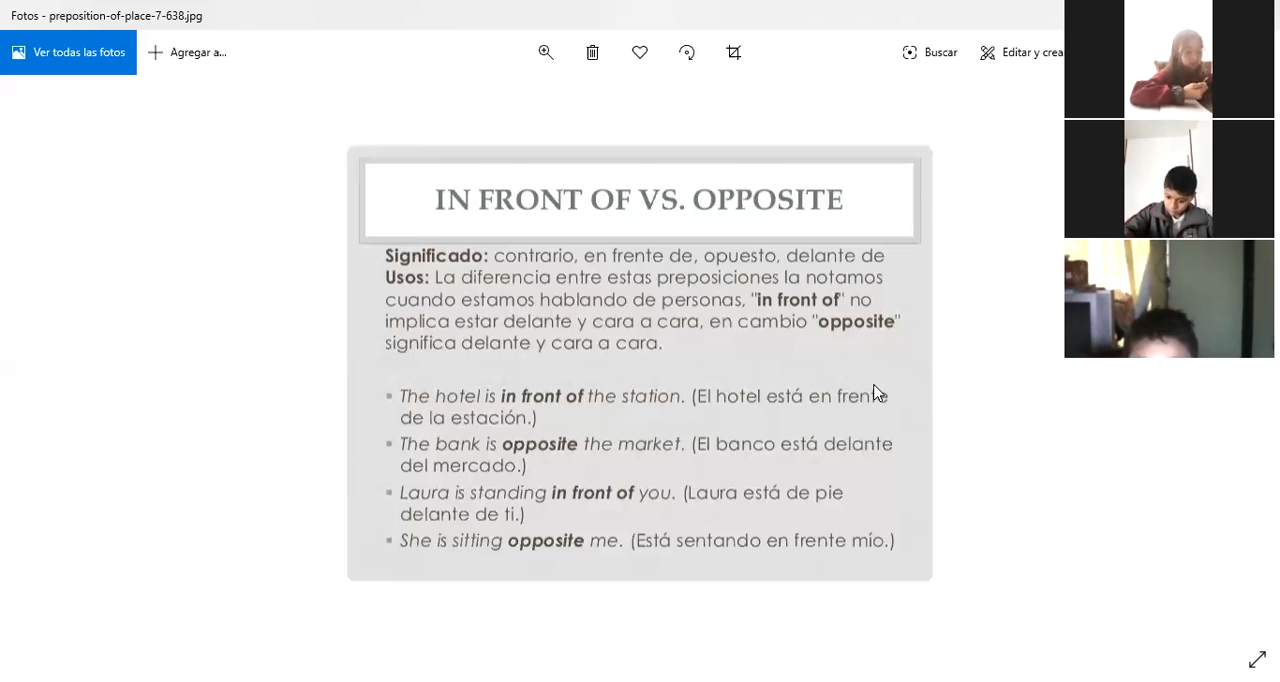 Fotos - preposition-of-place-7-638.jpg
Ver todas las fotos
Agregar a...
Buscar
Editar y crea
IN FRONT OF VS. OPPOSITE
Significado: contrario, en frente de, opuesto, delante de
Usos: La diferencia entre estas preposiciones la notamos
cuando estamos hablando de personas, "in front of" no
implica estar delante y cara a cara, en cambio "opposite"
significa delante y cara a cara.
The hotel is in front of the station. (El hotel está en frente
de la estación.)
The bank is opposite the market. (El banco está delante
del mercado.)
Laura is standing in front of you. (Laura está de pie
delante de ti.)
She is sitting opposite me. (Está sentando en frente mío.)